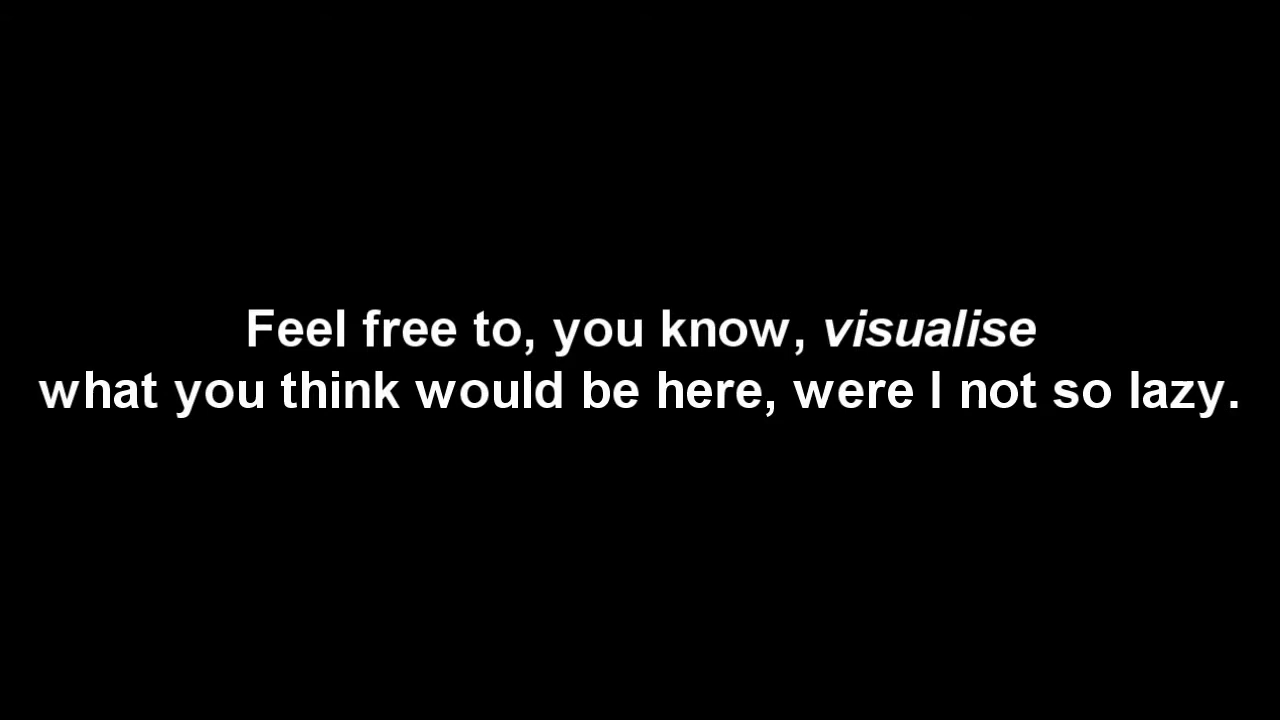 Feel free to, you know, visualise
what you think would be here, were I not so lazy.